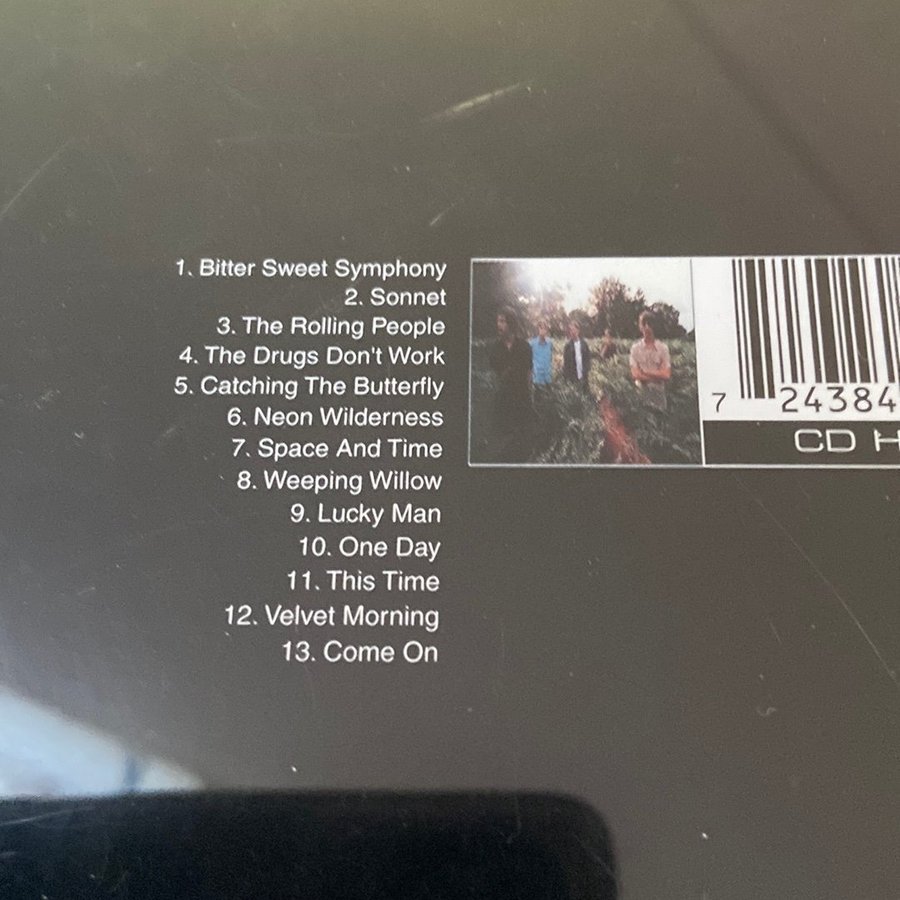 1. Bitter Sweet Symphony
2. Sonnet
3. The Rolling People
4. The Drugs Don't Work
5. Catching The Butterfly
6. Neon Wilderness
7. Space And Time
8. Weeping Willow
9. Lucky Man
10. One Day
11. This Time
12. Velvet Morning
13. Come On
7 24384
CD H